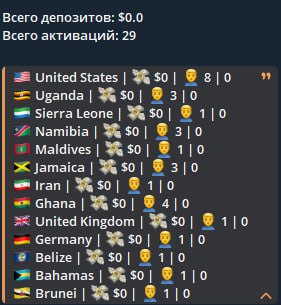 Всего депозитов: $0.0
Всего активаций: 29
🇺🇸 United States | 💸 $0 | 👨‍💼 8 | 0
🇺🇬 Uganda | 💸 $0 | 👨‍💼 3 | 0
🇸🇱 Sierra Leone | 💸 $0 | 👨‍💼 1 | 0
🇳🇦 Namibia | 💸 $0 | 👨‍💼 3 | 0
🇲🇻 Maldives | 💸 $0 | 👨‍💼 1 | 0
🇯🇲 Jamaica | 💸 $0 | 👨‍💼 3 | 0
🇮🇷 Iran | 💸 $0 | 👨‍💼 1 | 0
🇬🇭 Ghana | 💸 $0 | 👨‍💼 4 | 0
🇬🇧 United Kingdom | 💸 $0 | 👨‍💼 1 | 0
🇩🇪 Germany | 💸 $0 | 👨‍💼 2 | 0
🇧🇿 Belize | 💸 $0 | 👨‍💼 1 | 0
🇧🇸 Bahamas | 💸 $0 | 👨‍💼 1 | 0
🇧🇳 Brunei | 💸 $0 | 👨‍💼 1 | 0